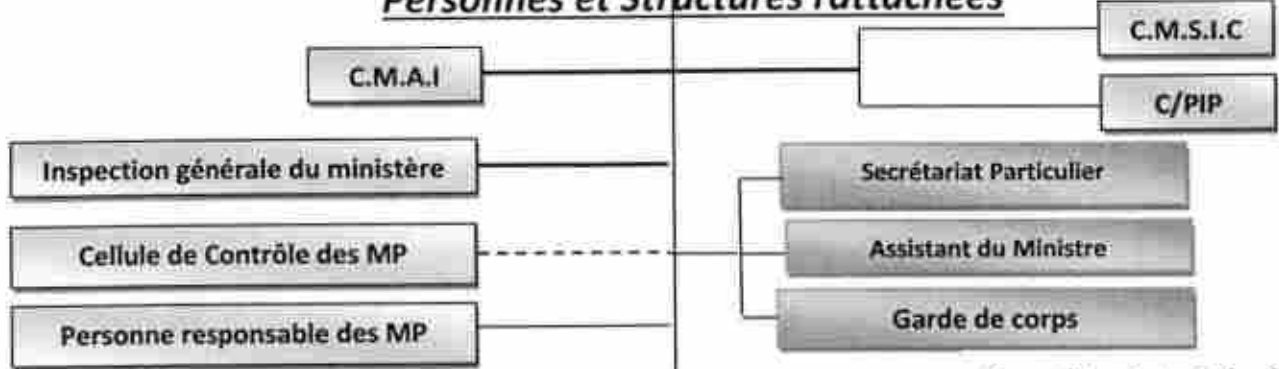 Personnes et Structures rattachées
C.M.S.I.C
C.M.A.I
C/PIP
Inspection générale du ministère
Secrétariat Particulier
Cellule de Contrôle des MP
Assistant du Ministre
Personne responsable des MP
Garde de corps